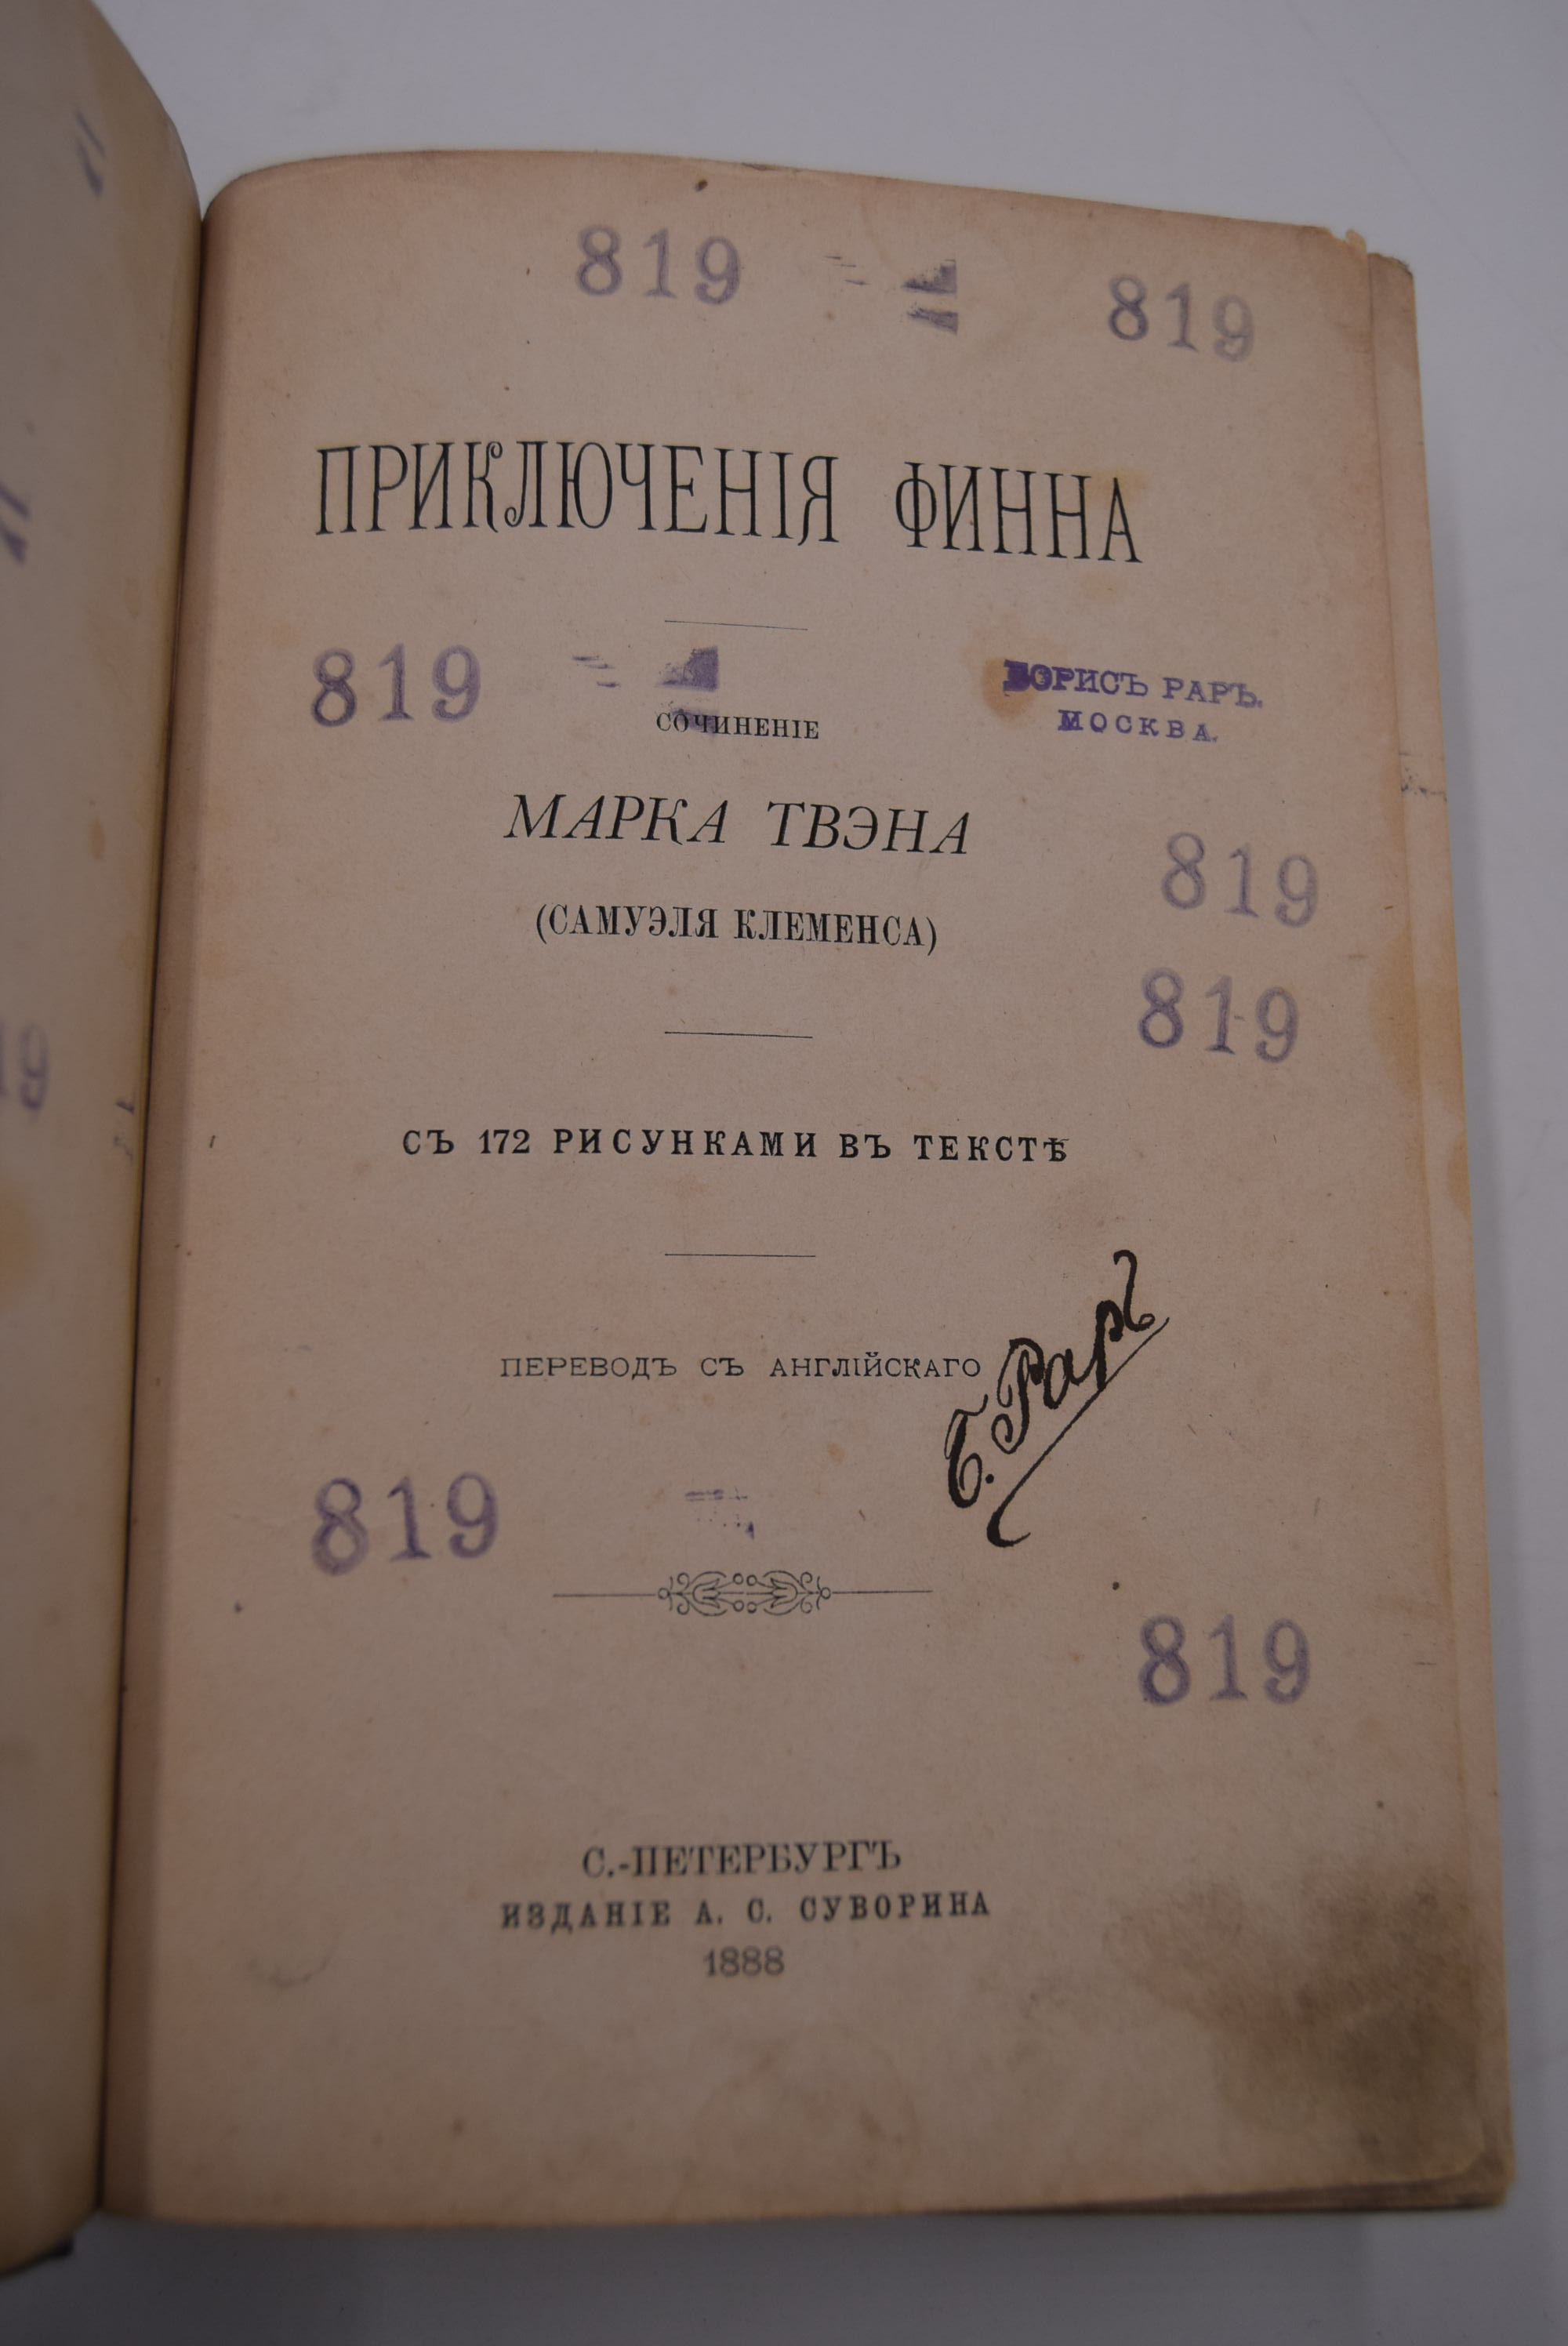 819 819
ПРИКЛЮЧЕНІЯ ФИННА
819
БОРИСЪ РАРЪ.
МОСКВА.
СОЧИНЕНІЕ
МАРКА ТВЭНА
(САМУЭЛЯ КЛЕМЕНСА)
819
819
СЪ 172 РИСУНКАМИ ВЪ ТЕКСТѢ
ПЕРЕВОДЪ СЪ АНГЛІЙСКАГО
Б. Раръ
819
819
С.-ПЕТЕРБУРГЪ
ИЗДАНІЕ А. С. СУВОРИНА
1888